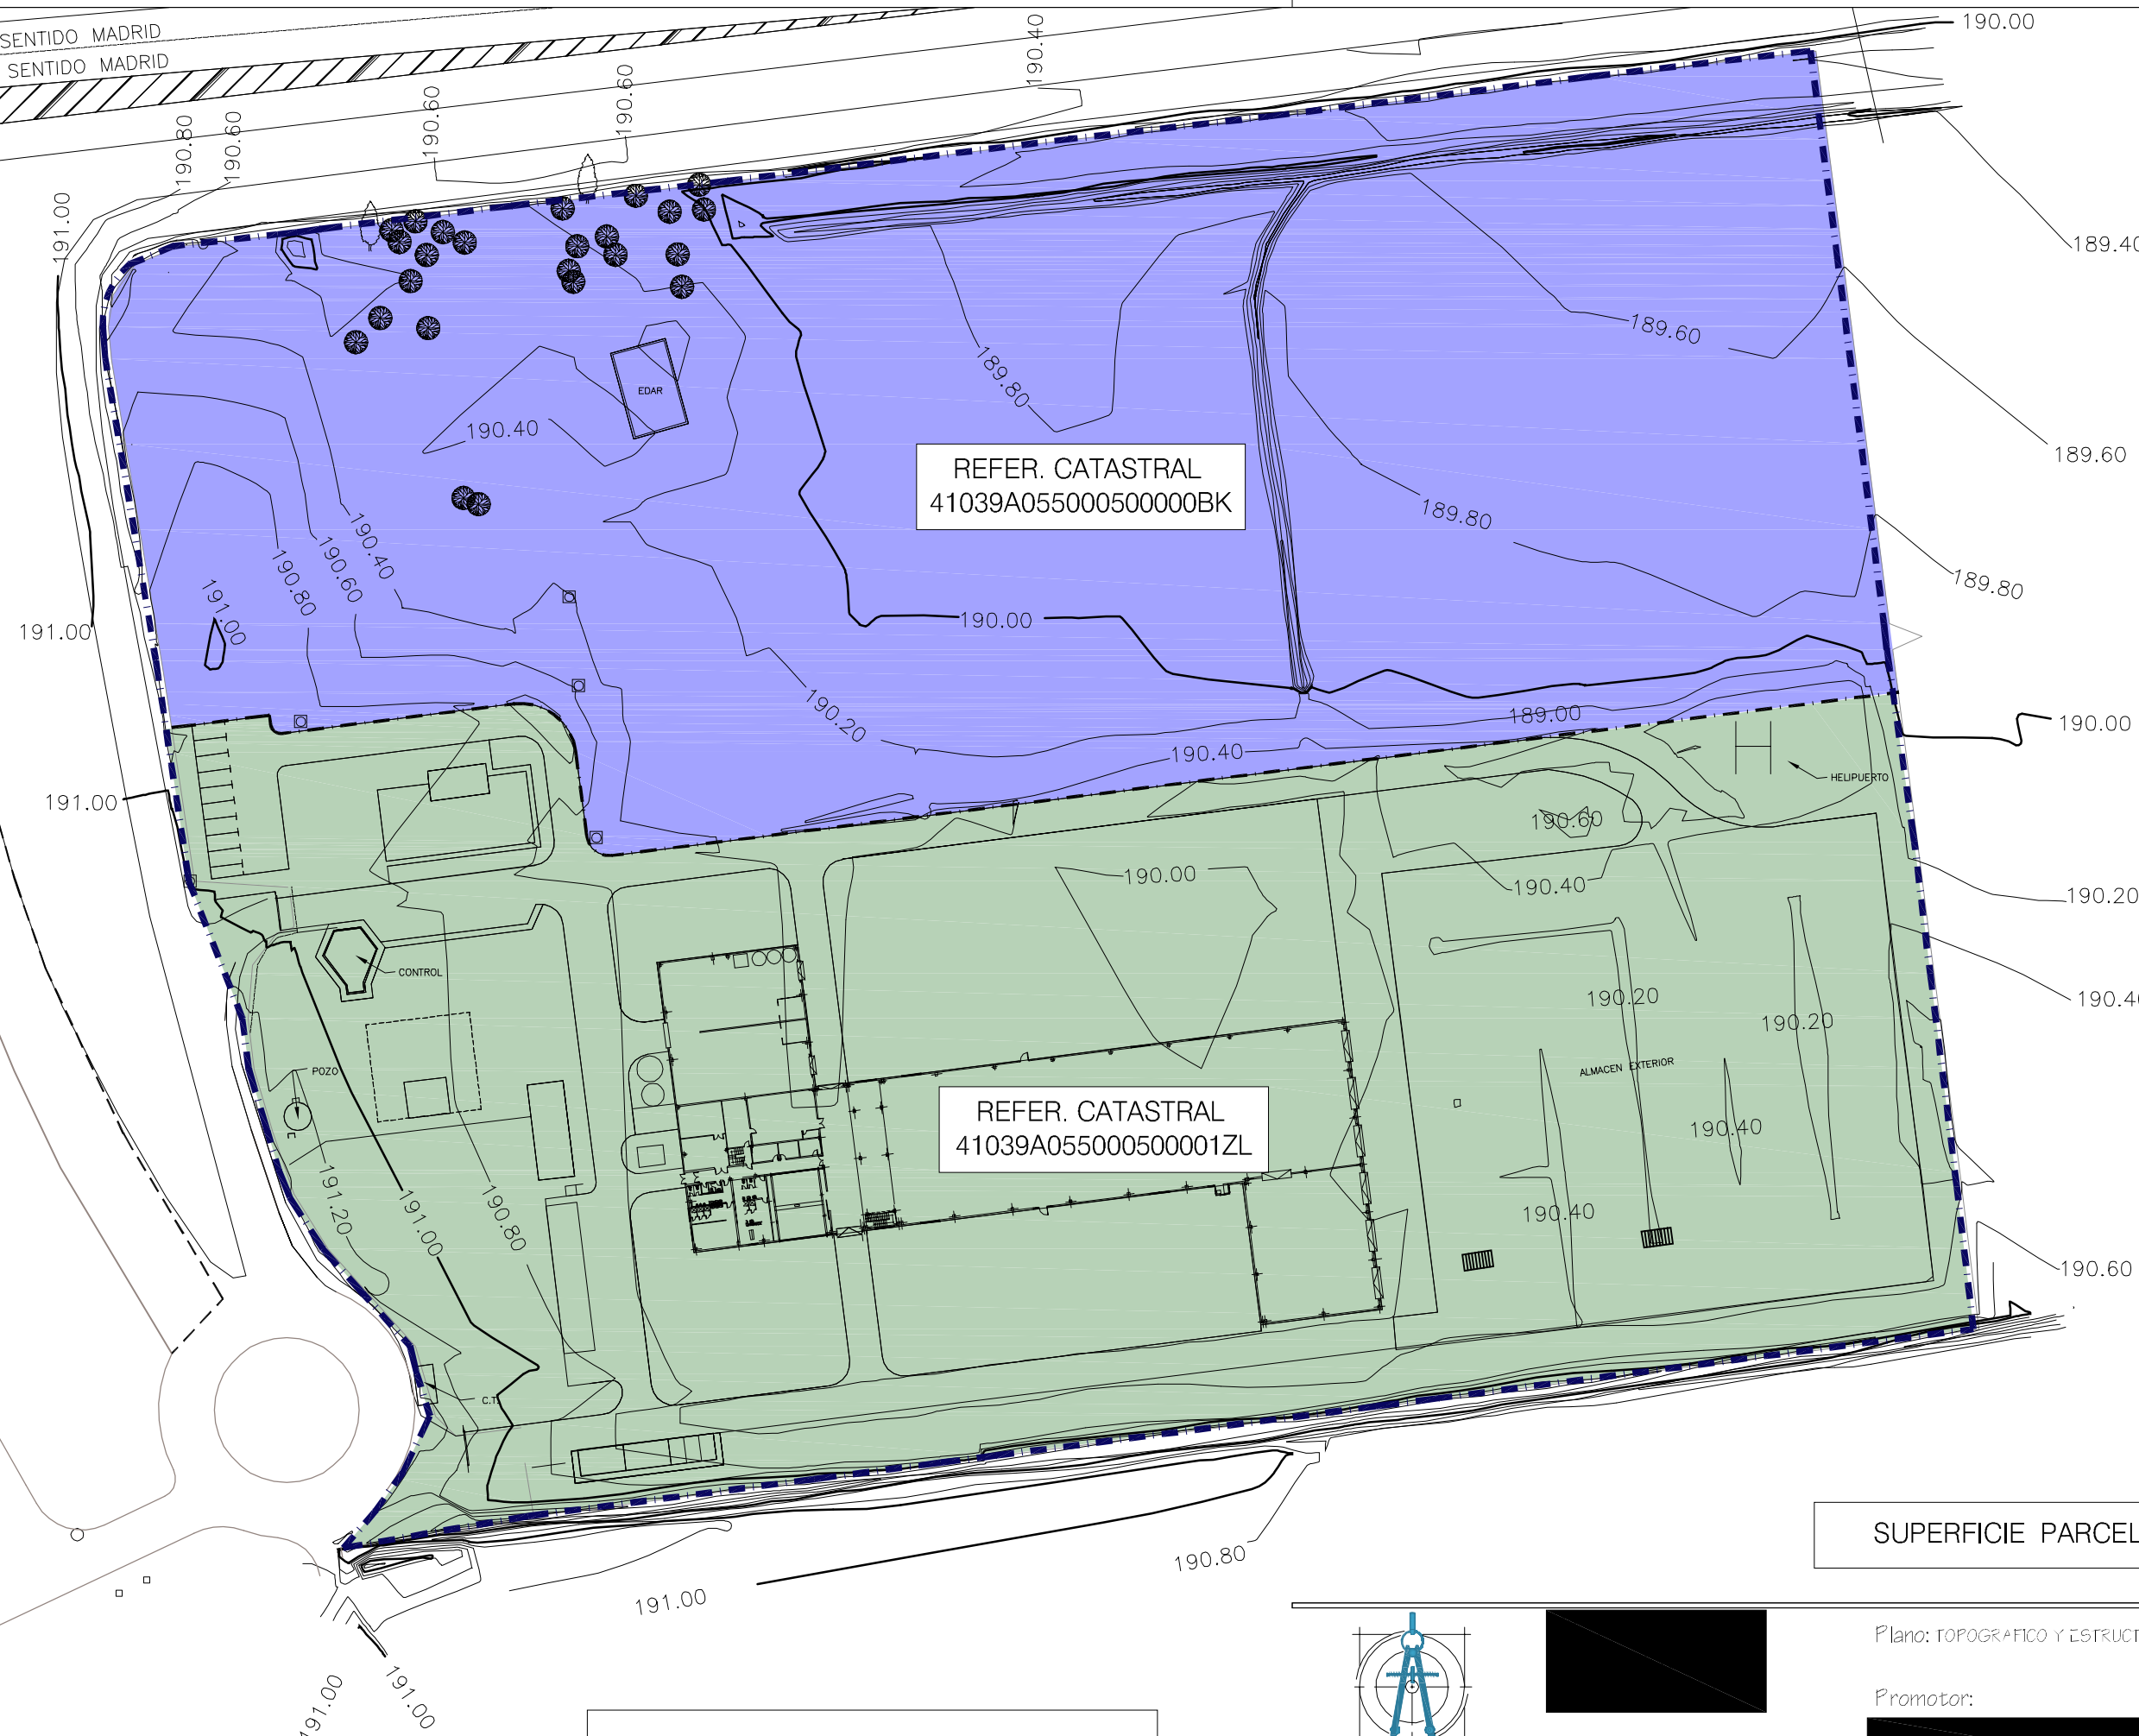 SENTIDO MADRID
SENTIDO MADRID
190.80
190.60
190.60
190.60
190.40
190.00
191.00
189.40
189.60
189.80
EDAR
190.40
189.60
REFER. CATASTRAL
41039A055000500000BK
189.80
190.40
190.60
190.80
191.00
189.80
191.00
190.00
190.20
189.00
190.00
190.40
HELIPUERTO
191.00
190.60
190.00
190.40
190.20
CONTROL
190.20
190.20
190.40
POZO
ALMACEN EXTERIOR
REFER. CATASTRAL
41039A055000500001ZL
190.40
191.20
191.00
190.80
190.40
190.60
C.T.
SUPERFICIE PARCEL
190.80
191.00
Plano: TOPOGRAFICO Y ESTRUCT
Promotor:
191.00
191.00